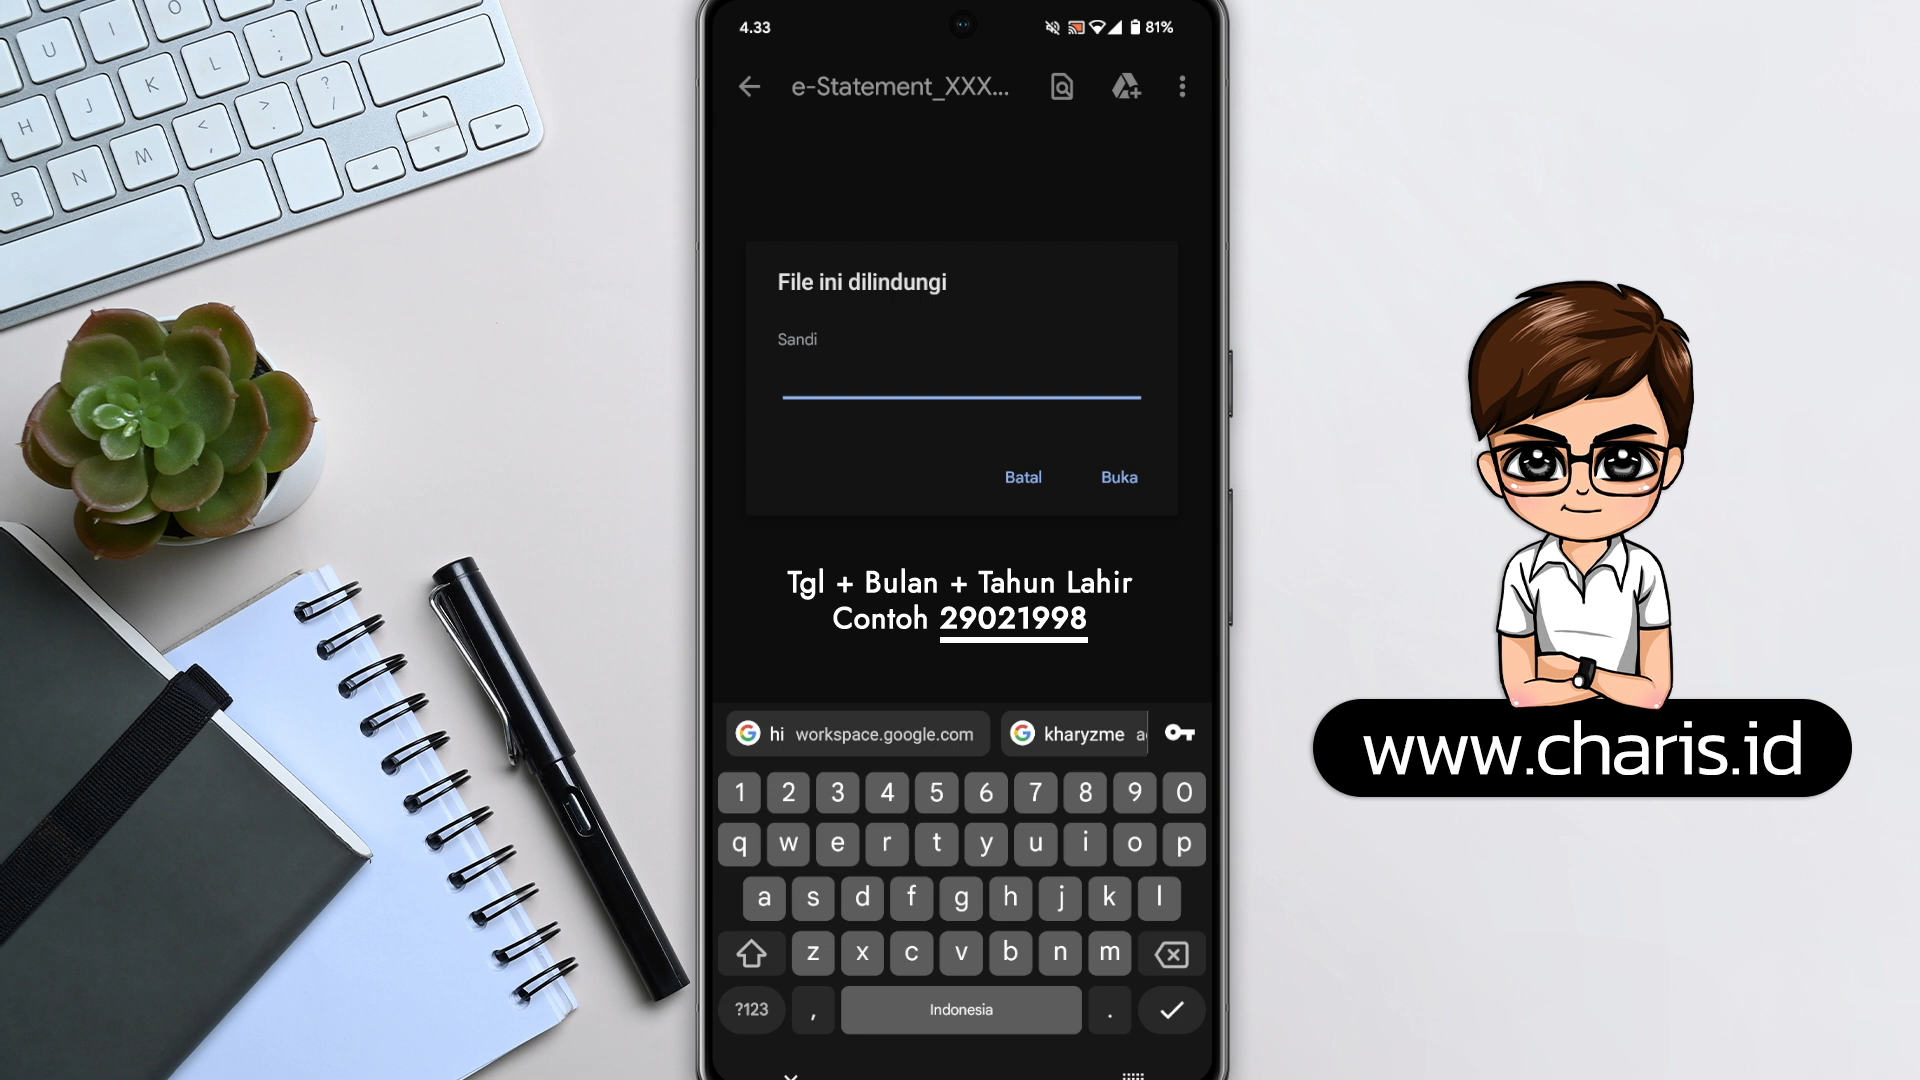 4.33
81%
e-Statement_XXX...
File ini dilindungi
Sandi
Batal
Buka
Tgl + Bulan + Tahun Lahir
Contoh 29021998
hi workspace.google.com
kharyzme
1 2 3 4 5 6 7 8 9 0
q w e r t y u i o p
a s d f g h j k l
z x c v b n m
?123 , Indonesia .
www.charis.id
U I O
H J K L : ;
B N M < , > . ? /